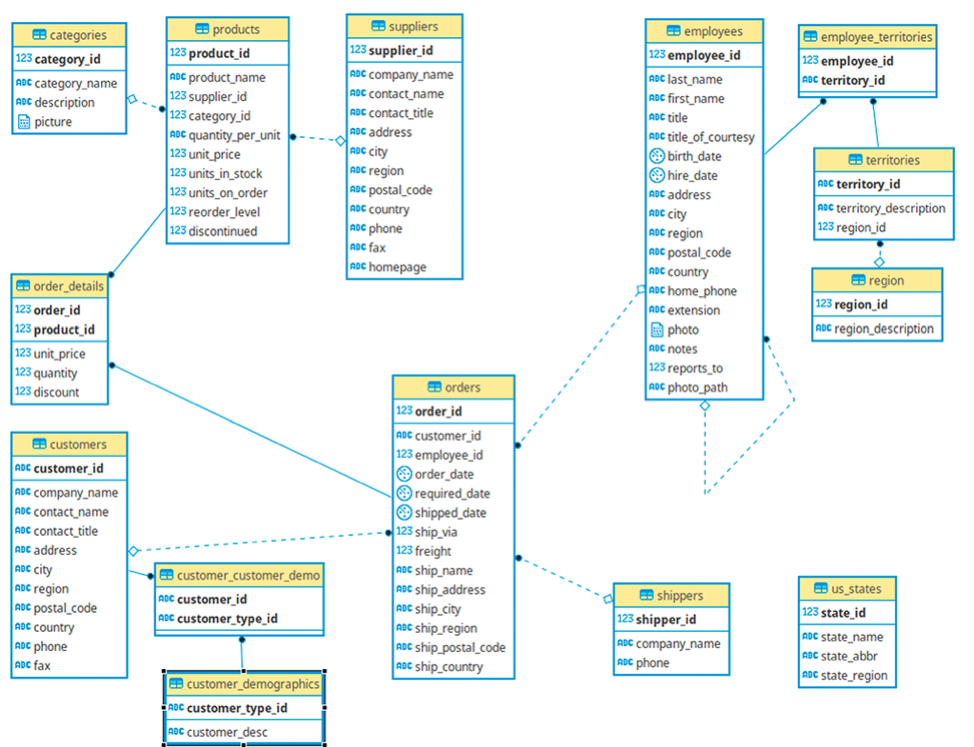 categories
123 category_id
ABC category_name
ABC description
picture
products
123 product_id
ABC product_name
123 supplier_id
123 category_id
ABC quantity_per_unit
123 unit_price
123 units_in_stock
123 units_on_order
123 reorder_level
123 discontinued
suppliers
123 supplier_id
ABC company_name
ABC contact_name
ABC contact_title
ABC address
ABC city
ABC region
ABC postal_code
ABC country
ABC phone
ABC fax
ABC homepage
employees
123 employee_id
ABC last_name
ABC first_name
ABC title
ABC title_of_courtesy
birth_date
hire_date
ABC address
ABC city
ABC region
ABC postal_code
ABC country
ABC home_phone
ABC extension
photo
ABC notes
123 reports_to
ABC photo_path
employee_territories
123 employee_id
ABC territory_id
territories
ABC territory_id
ABC territory_description
123 region_id
region
123 region_id
ABC region_description
order_details
123 order_id
123 product_id
123 unit_price
123 quantity
123 discount
orders
123 order_id
ABC customer_id
123 employee_id
order_date
required_date
shipped_date
123 ship_via
123 freight
ABC ship_name
ABC ship_address
ABC ship_city
ABC ship_region
ABC ship_postal_code
ABC ship_country
customers
ABC customer_id
ABC company_name
ABC contact_name
ABC contact_title
ABC address
ABC city
ABC region
ABC postal_code
ABC country
ABC phone
ABC fax
customer_customer_demo
ABC customer_id
ABC customer_type_id
customer_demographics
ABC customer_type_id
ABC customer_desc
shippers
123 shipper_id
ABC company_name
ABC phone
us_states
123 state_id
ABC state_name
ABC state_abbr
ABC state_region